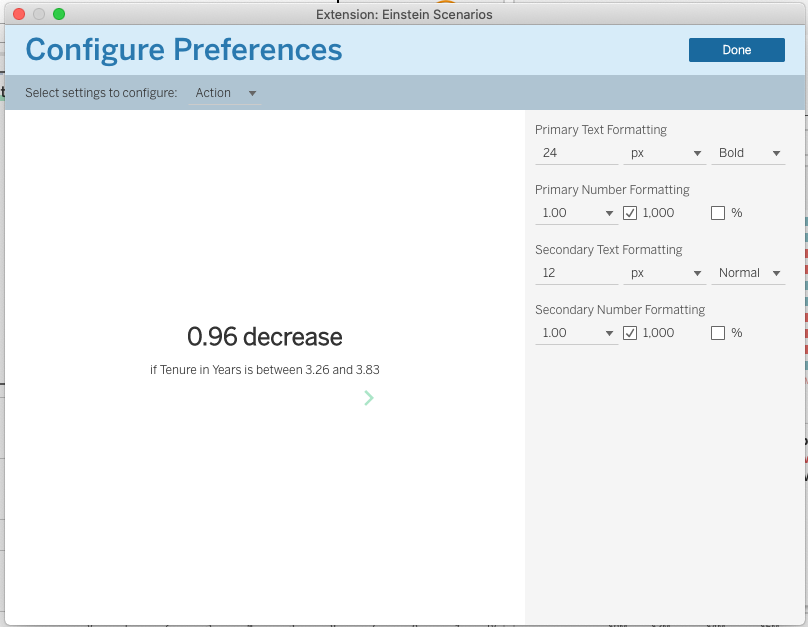 Extension: Einstein Scenarios
Configure Preferences
Done
Select settings to configure: Action
Primary Text Formatting
24 px Bold
Primary Number Formatting
1.00 1,000 %
Secondary Text Formatting
12 px Normal
Secondary Number Formatting
1.00 1,000 %
0.96 decrease
if Tenure in Years is between 3.26 and 3.83